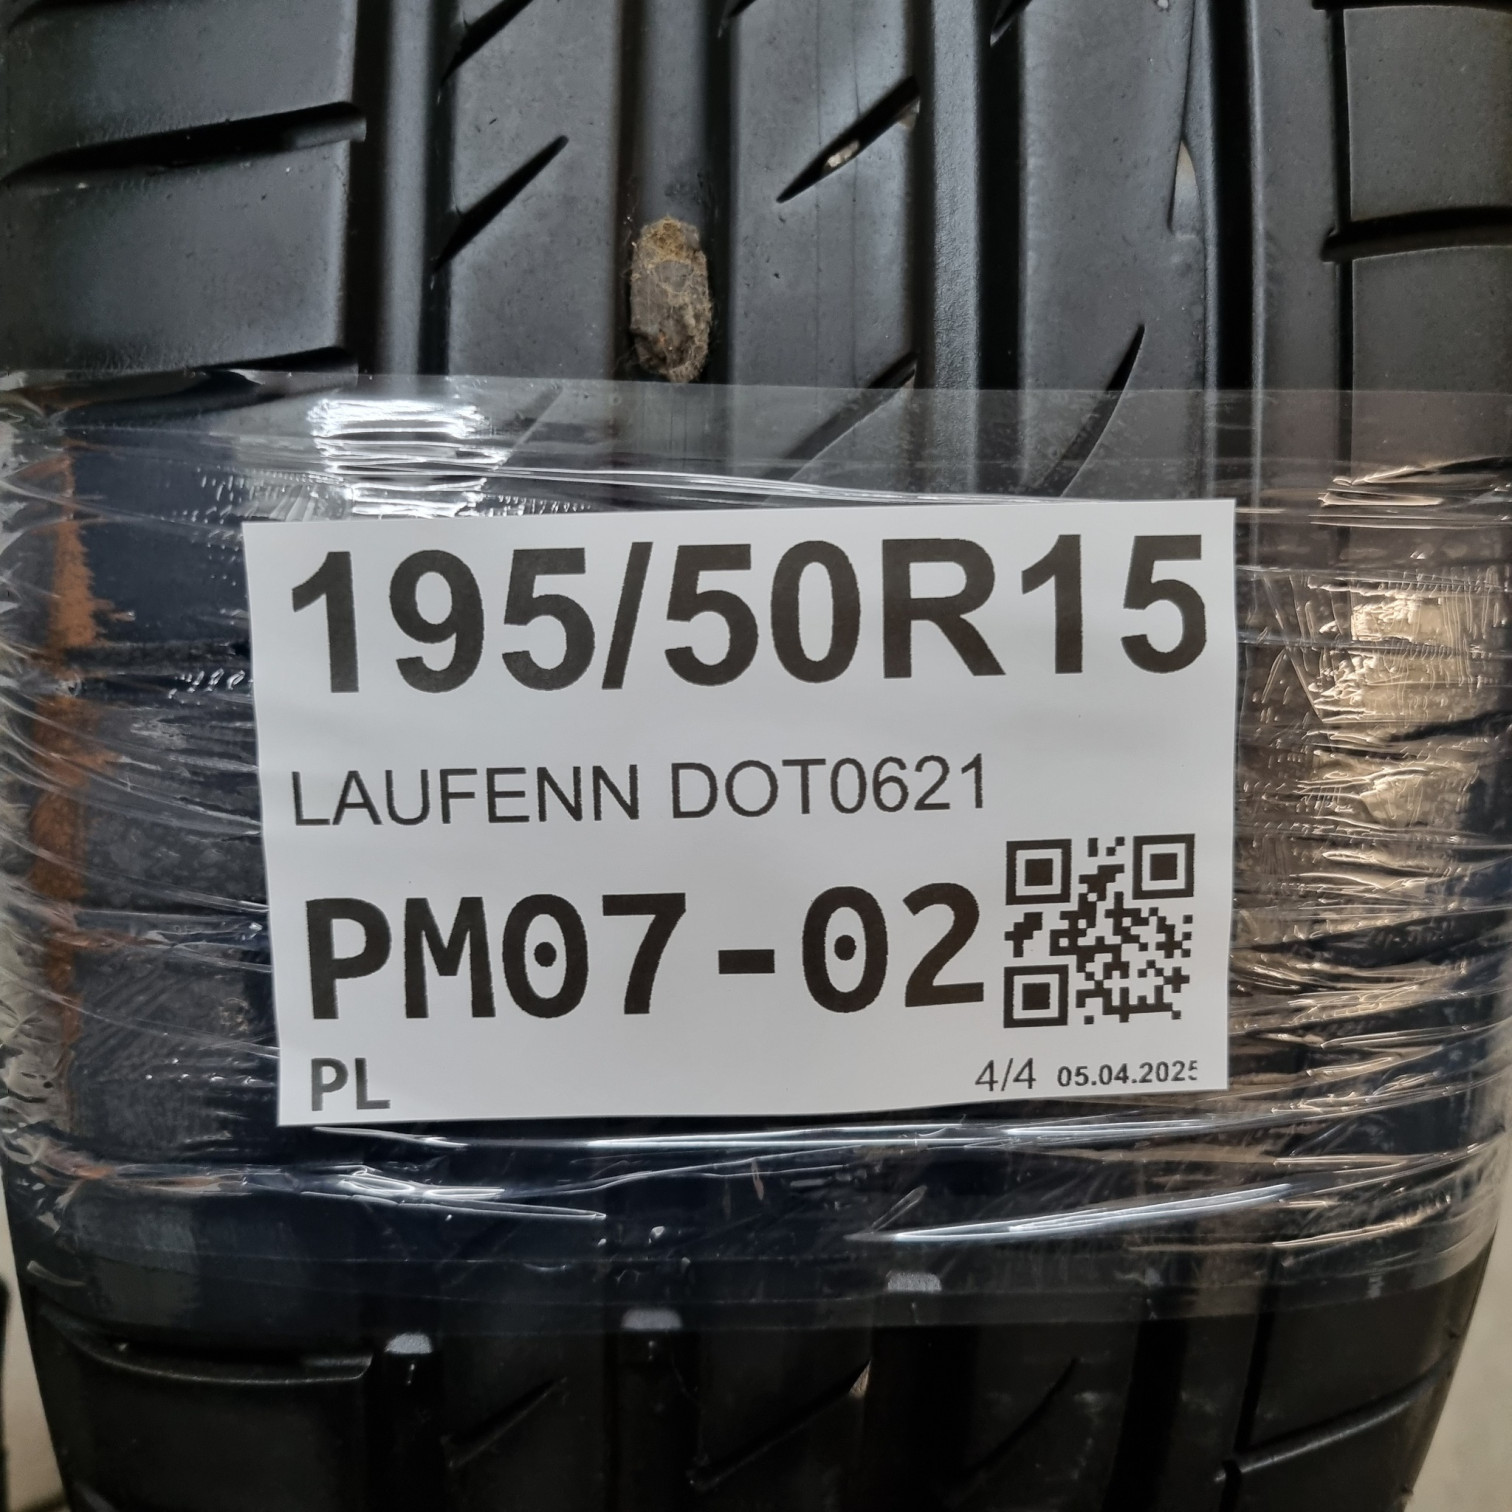 195/50R15
LAUFENN DOT0621
PM07-02
PL
4/4 05.04.2025